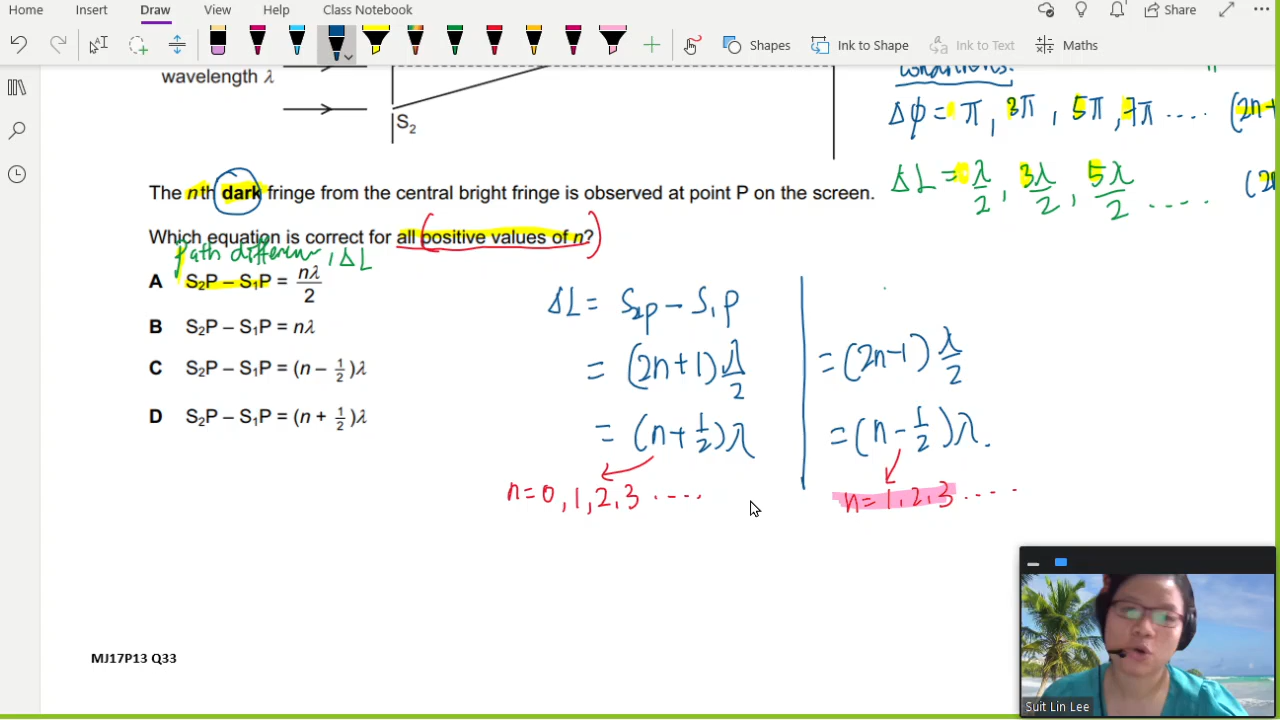 Home Insert Draw View Help Class Notebook Share
Shapes Ink to Shape Ink to Text Maths
wavelength λ
S₂
conditions:
Δφ = π, 3π, 5π, 7π .... (2n+
ΔL = λ/2, 3λ/2, 5λ/2 ..... (2
The nth dark fringe from the central bright fringe is observed at point P on the screen.
Which equation is correct for all (positive values of n?)
Path differen , ΔL
A S₂P – S₁P = nλ/2
B S₂P – S₁P = nλ
C S₂P – S₁P = (n – 1/2)λ
D S₂P – S₁P = (n + 1/2)λ
ΔL = S₂P – S₁P
= (2n+1) λ/2
= (n + 1/2) λ
n = 0, 1, 2, 3 ....
= (2n-1) λ/2
= (n - 1/2) λ.
n = 1, 2, 3 ....
MJ17P13 Q33
Suit Lin Lee